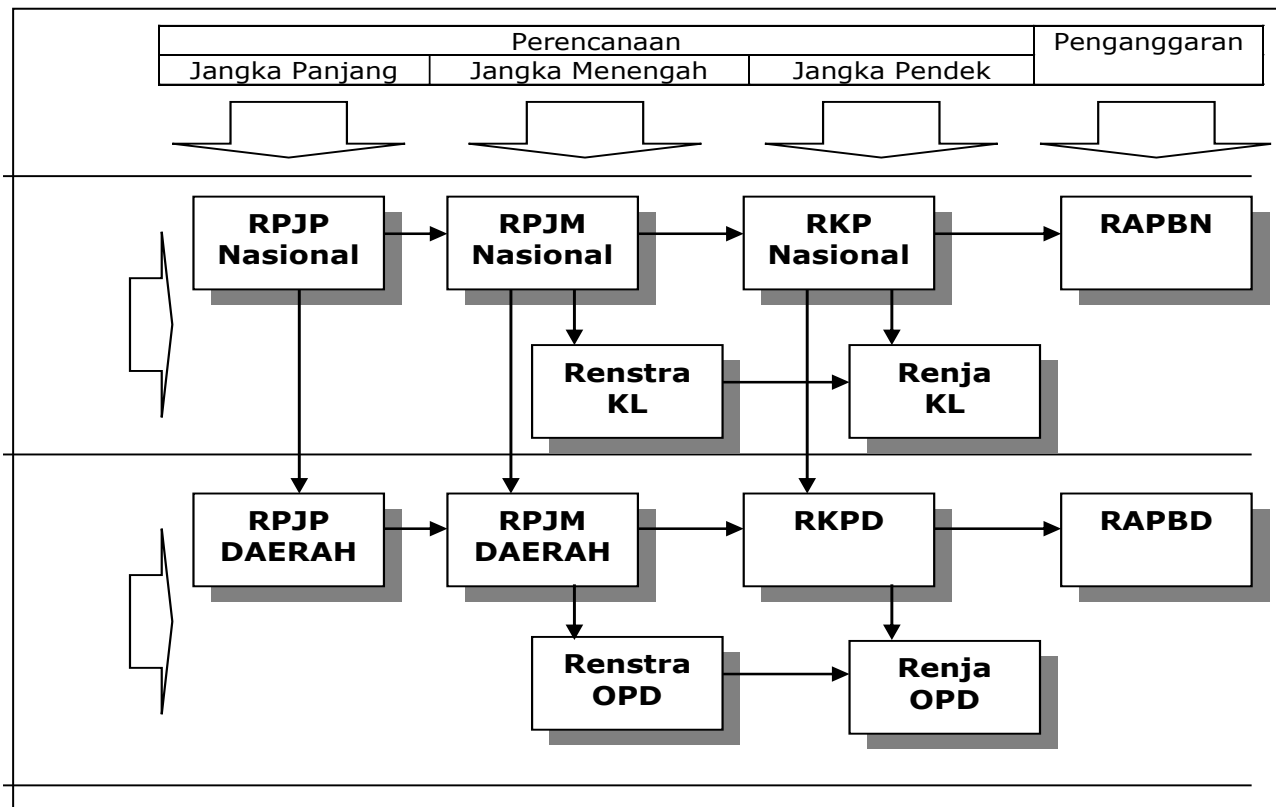 Perencanaan
Penganggaran
Jangka Panjang
Jangka Menengah
Jangka Pendek
RPJP
Nasional
RPJM
Nasional
RKP
Nasional
RAPBN
Renstra
KL
Renja
KL
RPJP
DAERAH
RPJM
DAERAH
RKPD
RAPBD
Renstra
OPD
Renja
OPD